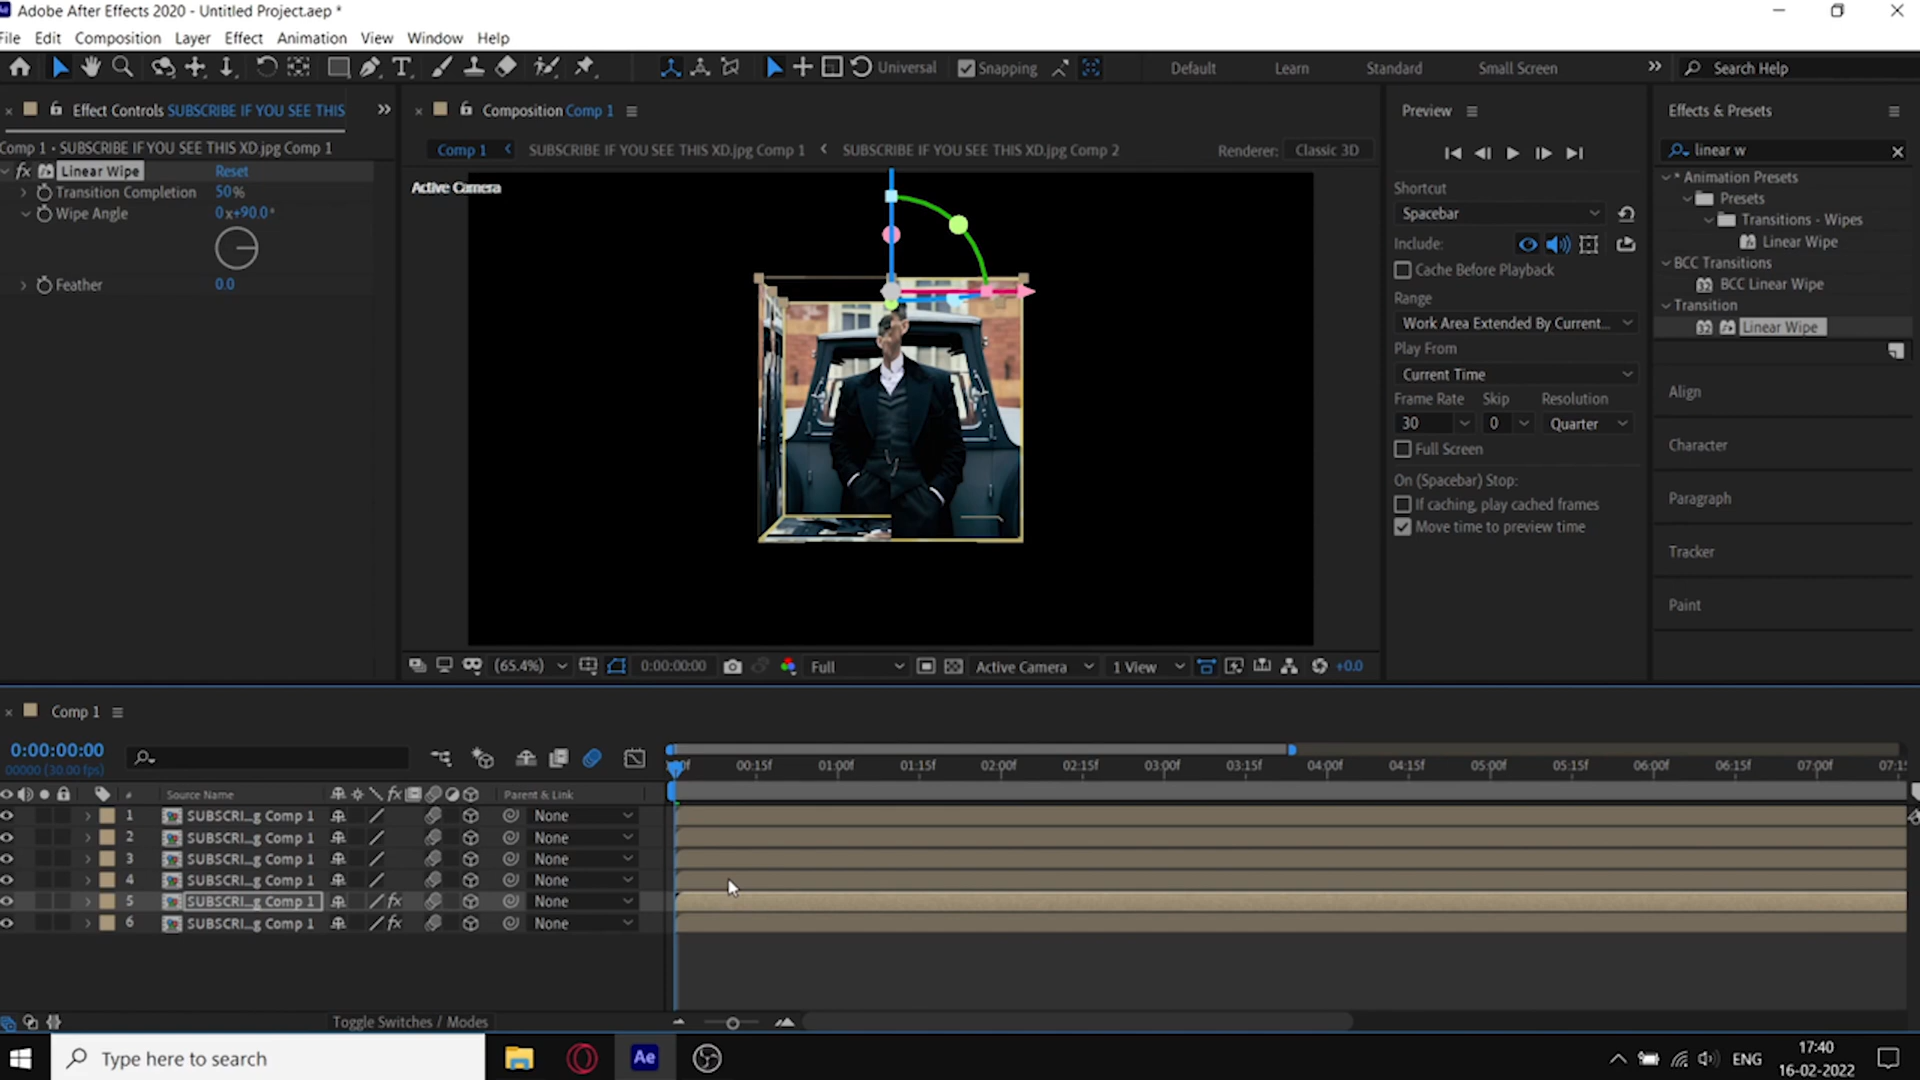 Adobe After Effects 2020 - Untitled Project.aep *
File Edit Composition Layer Effect Animation View Window Help
Universal Snapping Default Learn Standard Small Screen Search Help
Effect Controls SUBSCRIBE IF YOU SEE THIS
Comp 1 • SUBSCRIBE IF YOU SEE THIS XD.jpg Comp 1
fx Linear Wipe Reset
Transition Completion 50%
Wipe Angle 0x+90.0°
Feather 0.0
Composition Comp 1
Comp 1 SUBSCRIBE IF YOU SEE THIS XD.jpg Comp 1 SUBSCRIBE IF YOU SEE THIS XD.jpg Comp 2 Renderer: Classic 3D
Active Camera
(65.4%) 0:00:00:00 Full Active Camera 1 View +0.0
Preview
Shortcut
Spacebar
Include:
Cache Before Playback
Range
Work Area Extended By Current...
Play From
Current Time
Frame Rate Skip Resolution
30 0 Quarter
Full Screen
On (Spacebar) Stop:
If caching, play cached frames
Move time to preview time
Effects & Presets
linear w
* Animation Presets
Presets
Transitions - Wipes
Linear Wipe
BCC Transitions
32 BCC Linear Wipe
Transition
32 Linear Wipe
Align
Character
Paragraph
Tracker
Paint
Comp 1
0:00:00:00
00000 (30.00 fps)
00f 00:15f 01:00f 01:15f 02:00f 02:15f 03:00f 03:15f 04:00f 04:15f 05:00f 05:15f 06:00f 06:15f 07:00f 07:15
# Source Name fx Parent & Link
1 SUBSCRI...g Comp 1 None
2 SUBSCRI...g Comp 1 None
3 SUBSCRI...g Comp 1 None
4 SUBSCRI...g Comp 1 None
5 SUBSCRI...g Comp 1 fx None
6 SUBSCRI...g Comp 1 fx None
Toggle Switches / Modes
Type here to search Ae ENG 17:40
16-02-2022